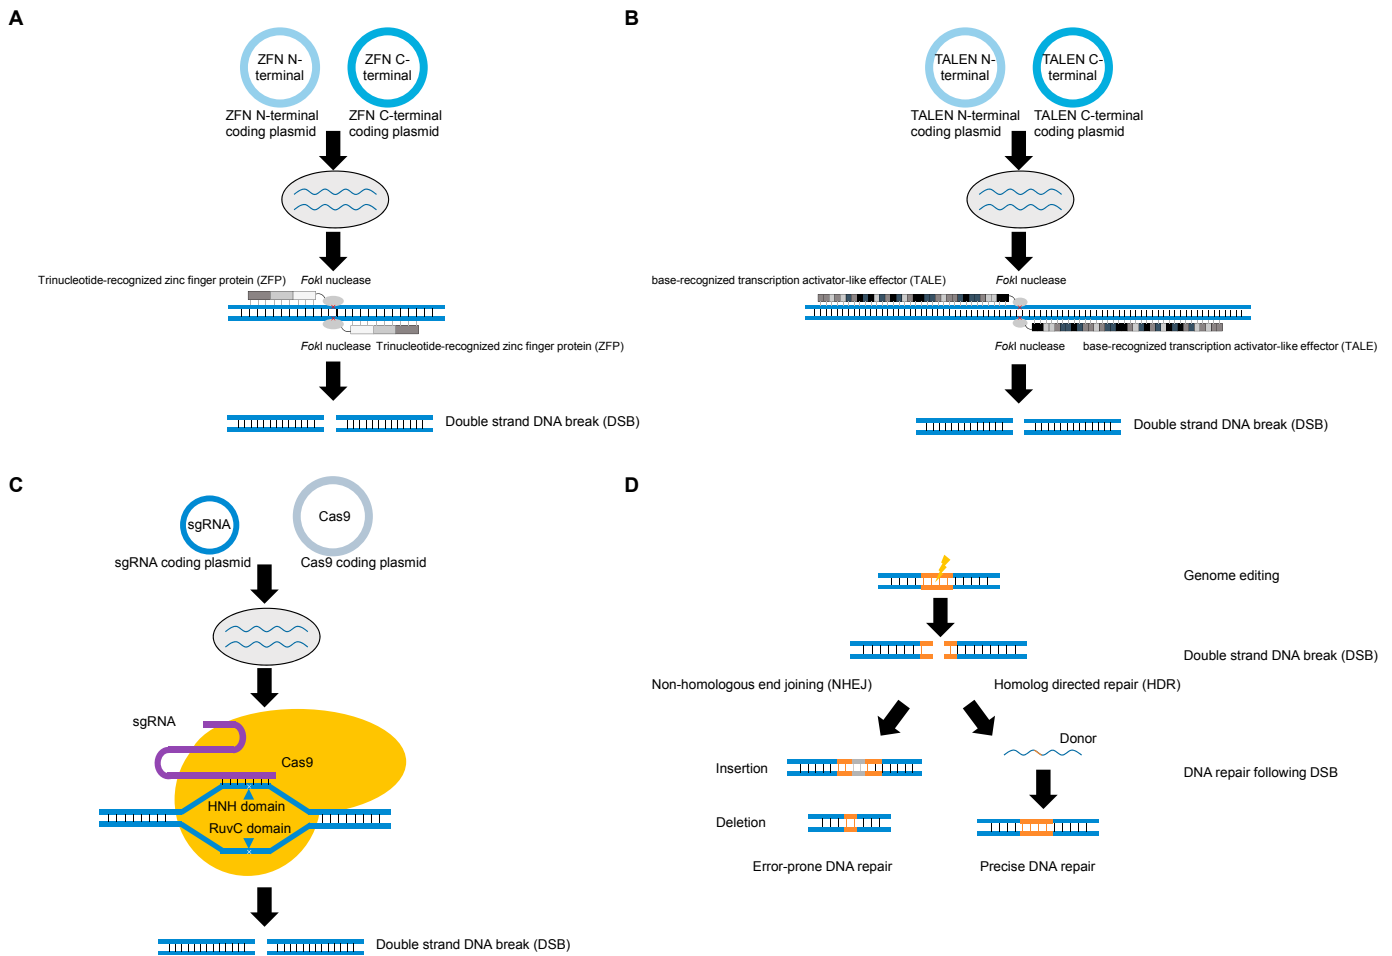 A
ZFN N-
terminal
ZFN C-
terminal
ZFN N-terminal
coding plasmid
ZFN C-terminal
coding plasmid
Trinucleotide-recognized zinc finger protein (ZFP)
FokI nuclease
FokI nuclease
Trinucleotide-recognized zinc finger protein (ZFP)
Double strand DNA break (DSB)
B
TALEN N-
terminal
TALEN C-
terminal
TALEN N-terminal
coding plasmid
TALEN C-terminal
coding plasmid
base-recognized transcription activator-like effector (TALE)
FokI nuclease
FokI nuclease
base-recognized transcription activator-like effector (TALE)
Double strand DNA break (DSB)
C
sgRNA
Cas9
sgRNA coding plasmid
Cas9 coding plasmid
sgRNA
Cas9
HNH domain
RuvC domain
Double strand DNA break (DSB)
D
Genome editing
Double strand DNA break (DSB)
Non-homologous end joining (NHEJ)
Homolog directed repair (HDR)
Donor
Insertion
DNA repair following DSB
Deletion
Error-prone DNA repair
Precise DNA repair